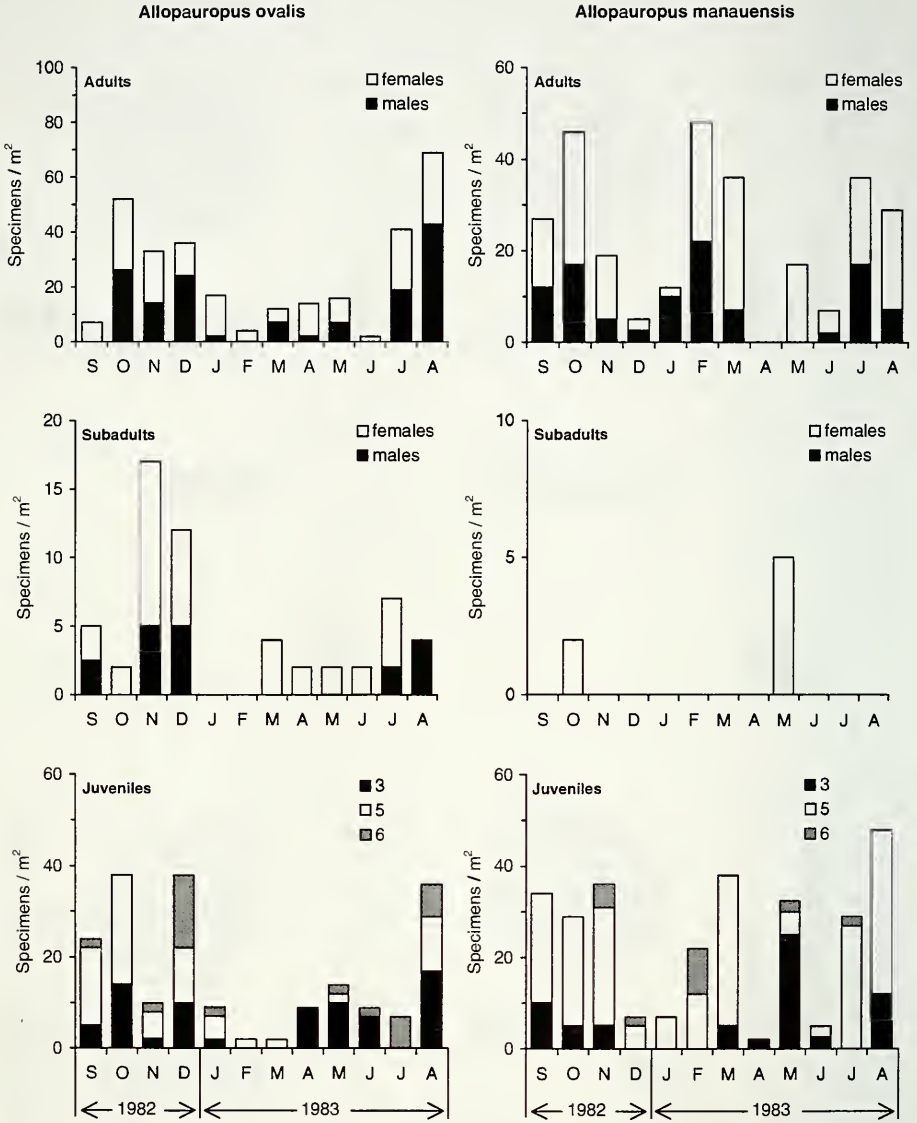 Allopauropus ovalis
Allopauropus manauensis
100
80
60
40
20
0
Specimens / m²
Adults
females
males
S O N D J F M A M J J A
60
40
20
0
Specimens / m²
Adults
females
males
S O N D J F M A M J J A
20
15
10
5
0
Specimens / m²
Subadults
females
males
S O N D J F M A M J J A
10
5
0
Specimens / m²
Subadults
females
males
S O N D J F M A M J J A
60
40
20
0
Specimens / m²
Juveniles
3
5
6
S O N D J F M A M J J A
1982 1983
60
40
20
0
Specimens / m²
Juveniles
3
5
6
S O N D J F M A M J J A
1982 1983